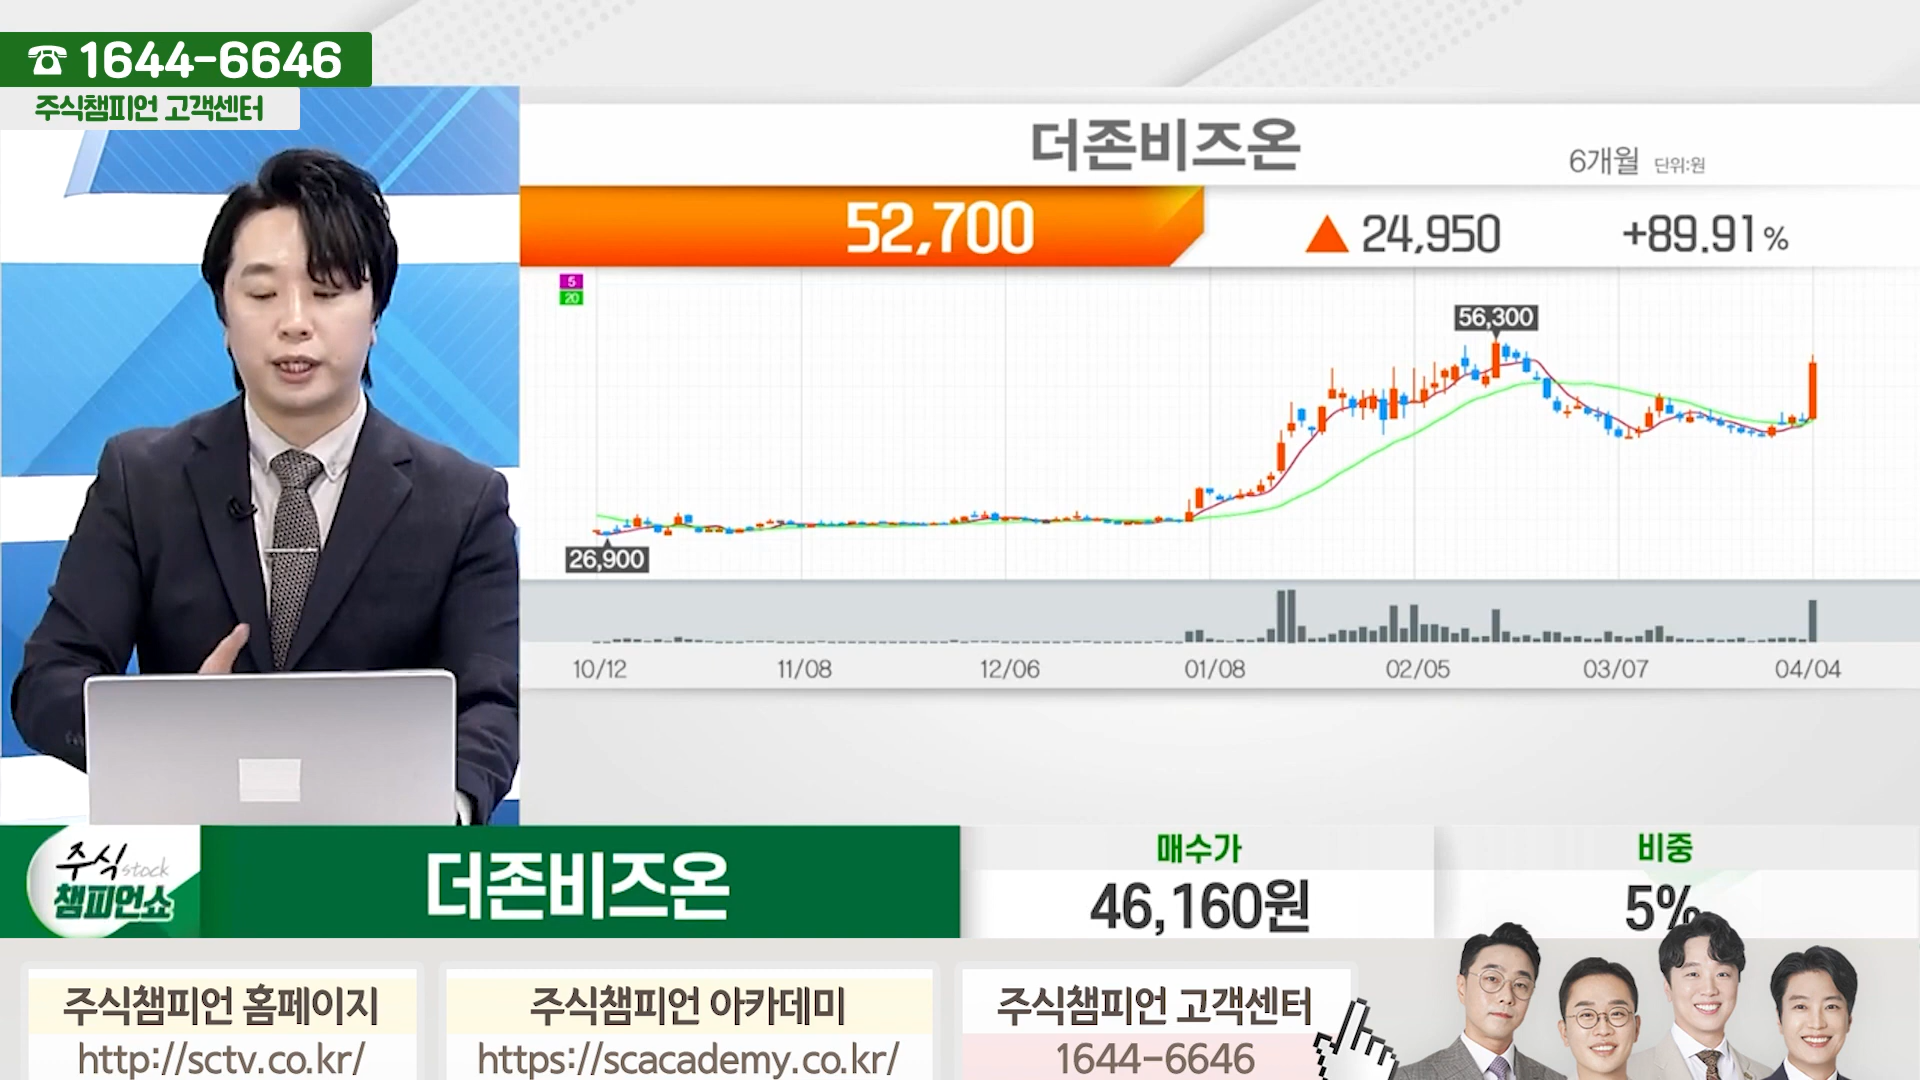 ☎ 1644-6646
주식챔피언 고객센터
더존비즈온
6개월 단위:원
52,700
▲ 24,950
+89.91%
5
20
56,300
26,900
10/12 11/08 12/06 01/08 02/05 03/07 04/04
주식 stock
챔피언쇼
더존비즈온
매수가
46,160원
비중
5%
주식챔피언 홈페이지
http://sctv.co.kr/
주식챔피언 아카데미
https://scacademy.co.kr/
주식챔피언 고객센터
1644-6646